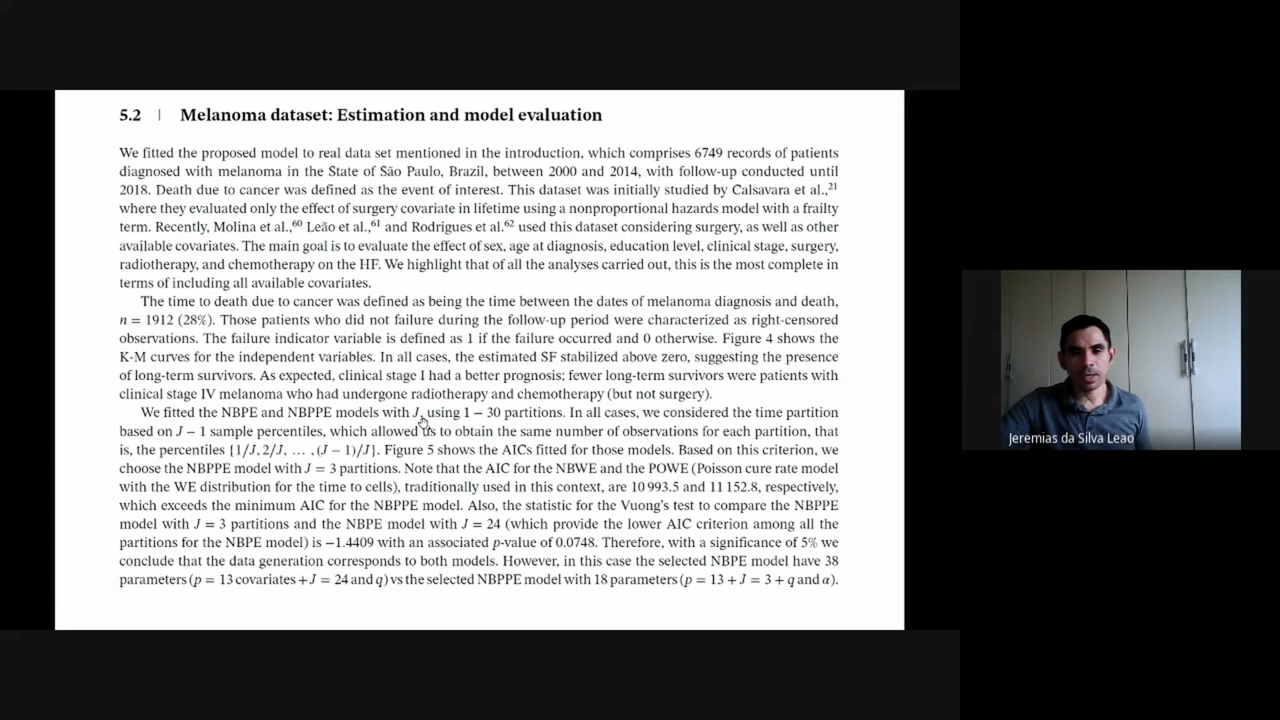 5.2 | Melanoma dataset: Estimation and model evaluation
We fitted the proposed model to real data set mentioned in the introduction, which comprises 6749 records of patients
diagnosed with melanoma in the State of São Paulo, Brazil, between 2000 and 2014, with follow-up conducted until
2018. Death due to cancer was defined as the event of interest. This dataset was initially studied by Calsavara et al.,21
where they evaluated only the effect of surgery covariate in lifetime using a nonproportional hazards model with a frailty
term. Recently, Molina et al.,60 Leão et al.,61 and Rodrigues et al.62 used this dataset considering surgery, as well as other
available covariates. The main goal is to evaluate the effect of sex, age at diagnosis, education level, clinical stage, surgery,
radiotherapy, and chemotherapy on the HF. We highlight that of all the analyses carried out, this is the most complete in
terms of including all available covariates.
The time to death due to cancer was defined as being the time between the dates of melanoma diagnosis and death,
n = 1912 (28%). Those patients who did not failure during the follow-up period were characterized as right-censored
observations. The failure indicator variable is defined as 1 if the failure occurred and 0 otherwise. Figure 4 shows the
K-M curves for the independent variables. In all cases, the estimated SF stabilized above zero, suggesting the presence
of long-term survivors. As expected, clinical stage I had a better prognosis; fewer long-term survivors were patients with
clinical stage IV melanoma who had undergone radiotherapy and chemotherapy (but not surgery).
We fitted the NBPE and NBPPE models with J, using 1 − 30 partitions. In all cases, we considered the time partition
based on J − 1 sample percentiles, which allowed us to obtain the same number of observations for each partition, that
is, the percentiles {1/J, 2/J, … , (J − 1)/J}. Figure 5 shows the AICs fitted for those models. Based on this criterion, we
choose the NBPPE model with J = 3 partitions. Note that the AIC for the NBWE and the POWE (Poisson cure rate model
with the WE distribution for the time to cells), traditionally used in this context, are 10 993.5 and 11 152.8, respectively,
which exceeds the minimum AIC for the NBPPE model. Also, the statistic for the Vuong's test to compare the NBPPE
model with J = 3 partitions and the NBPE model with J = 24 (which provide the lower AIC criterion among all the
partitions for the NBPE model) is −1.4409 with an associated p-value of 0.0748. Therefore, with a significance of 5% we
conclude that the data generation corresponds to both models. However, in this case the selected NBPE model have 38
parameters (p = 13 covariates + J = 24 and q) vs the selected NBPPE model with 18 parameters (p = 13 + J = 3 + q and α).
Jeremias da Silva Leao